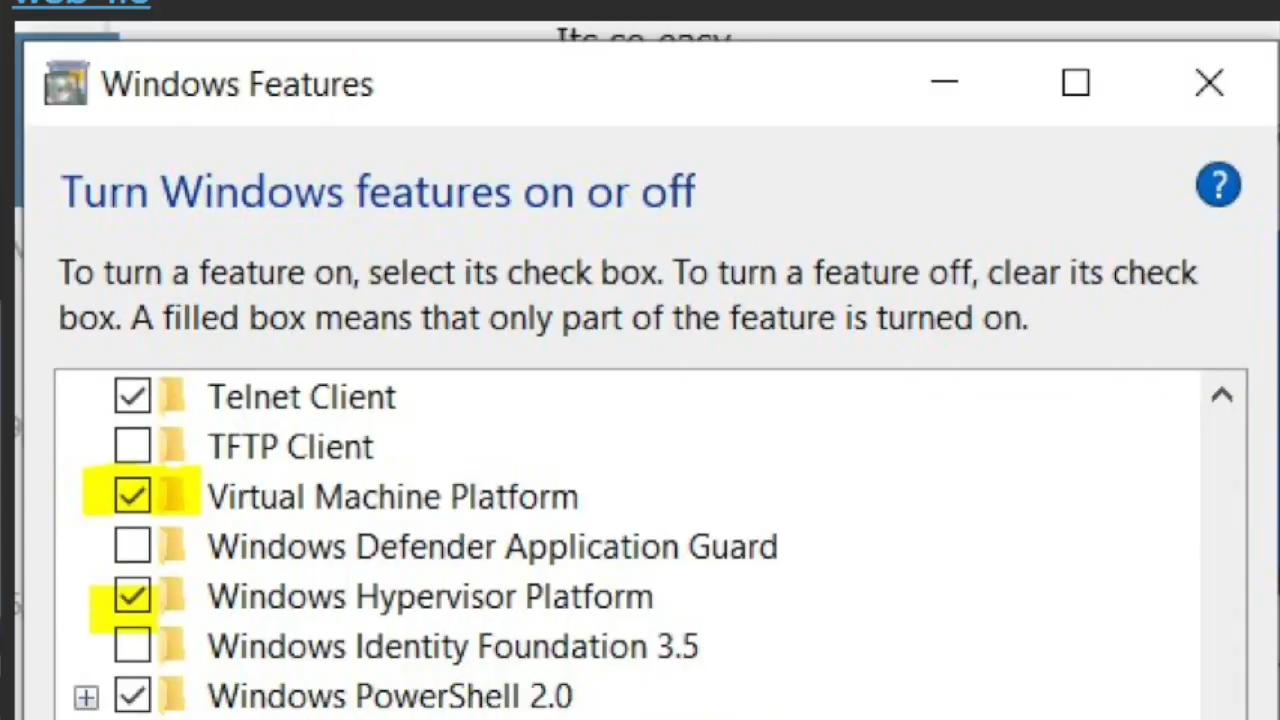 Its so easy
Windows Features
Turn Windows features on or off
?
To turn a feature on, select its check box. To turn a feature off, clear its check
box. A filled box means that only part of the feature is turned on.
Telnet Client
TFTP Client
Virtual Machine Platform
Windows Defender Application Guard
Windows Hypervisor Platform
Windows Identity Foundation 3.5
Windows PowerShell 2.0